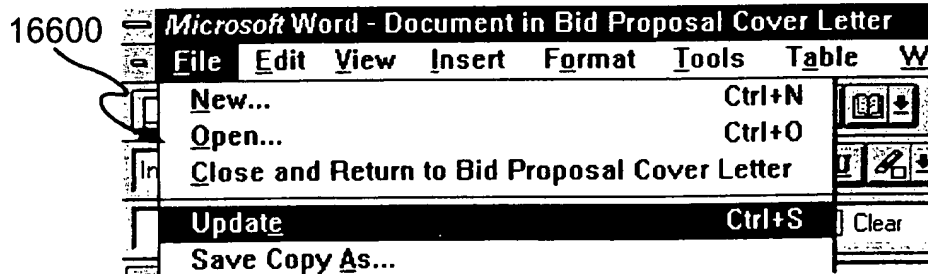 16600
Microsoft Word - Document in Bid Proposal Cover Letter
File Edit View Insert Format Tools Table W
New... Ctrl+N
Open... Ctrl+O
In Close and Return to Bid Proposal Cover Letter U
Update Ctrl+S Clear
Save Copy As...